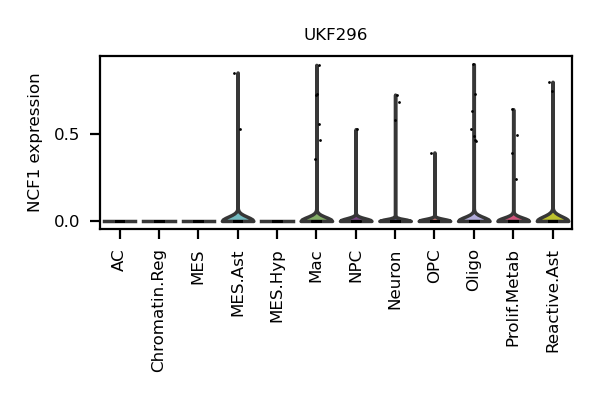 UKF296
NCF1 expression
0.5
0.0
AC
Chromatin.Reg
MES
MES.Ast
MES.Hyp
Mac
NPC
Neuron
OPC
Oligo
Prolif.Metab
Reactive.Ast